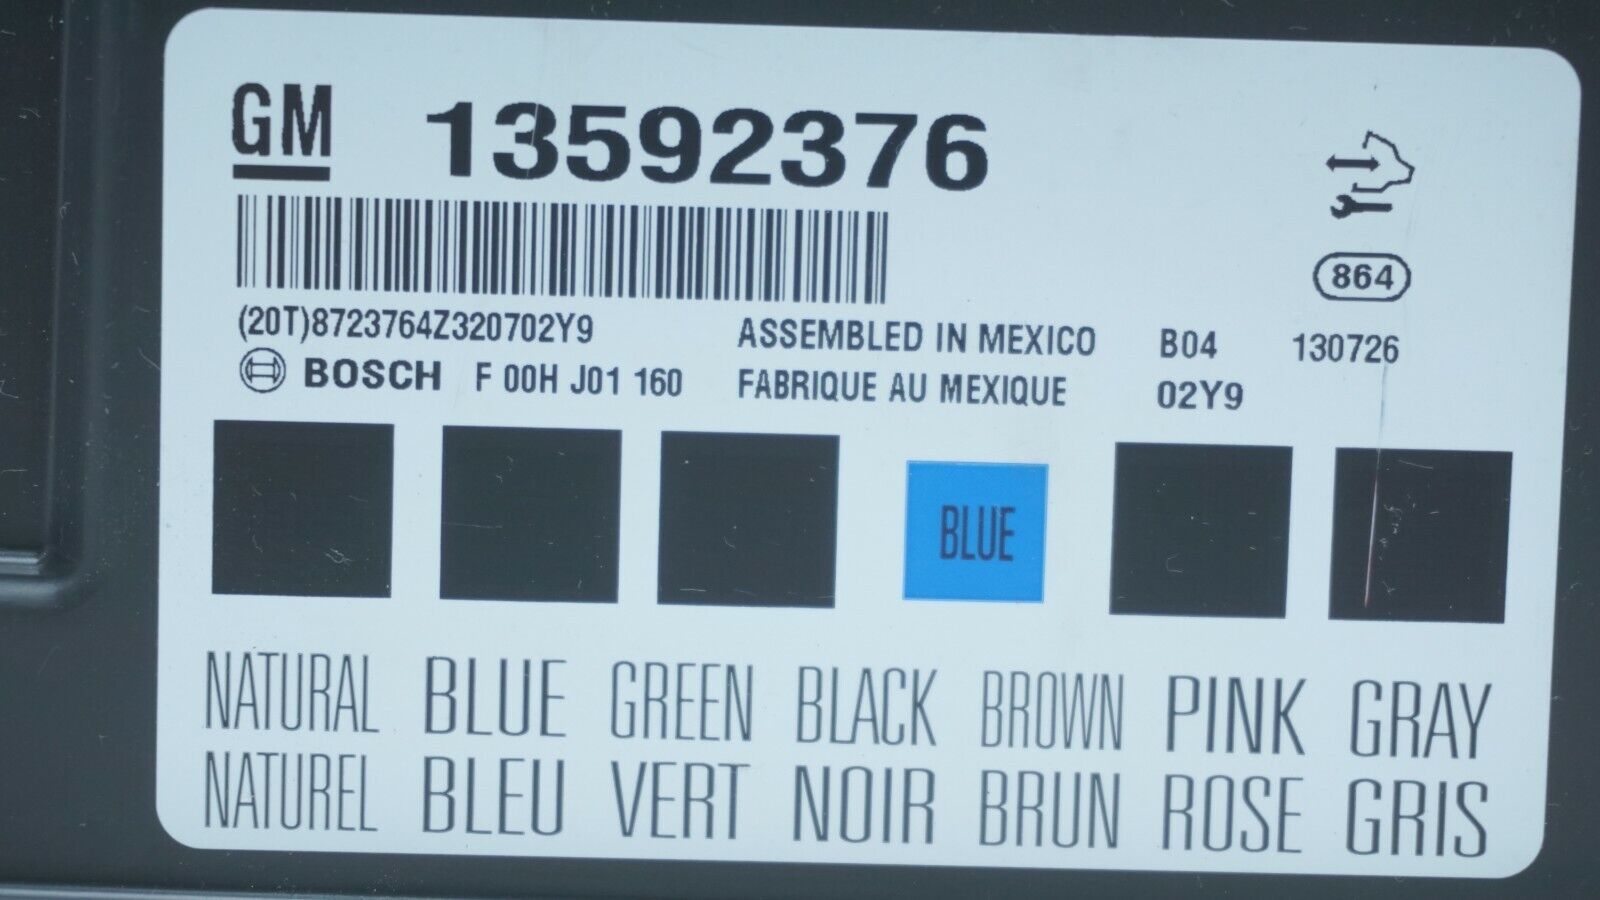 GM 13592376
864
(20T)8723764Z320702Y9 ASSEMBLED IN MEXICO B04 130726
BOSCH F 00H J01 160 FABRIQUE AU MEXIQUE 02Y9
BLUE
NATURAL BLUE GREEN BLACK BROWN PINK GRAY
NATUREL BLEU VERT NOIR BRUN ROSE GRIS